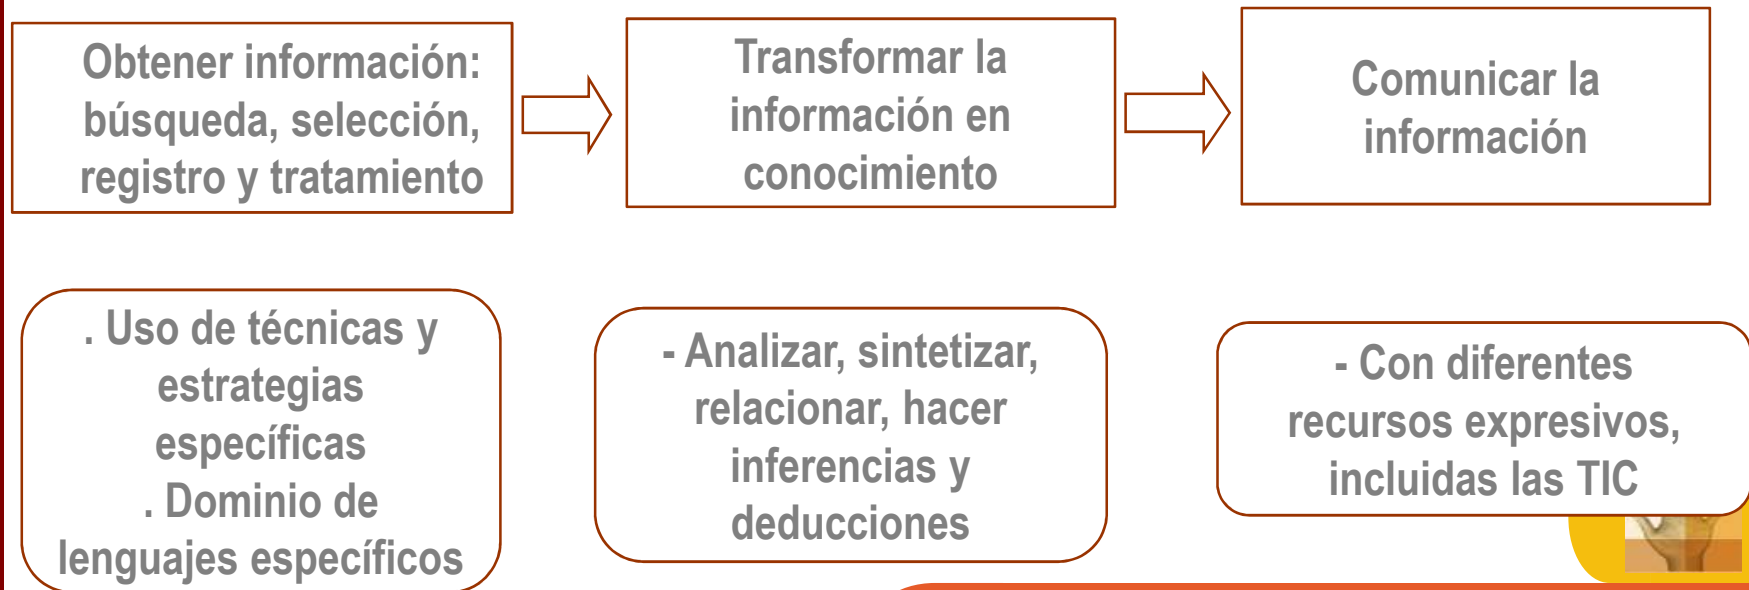 Obtener información:
búsqueda, selección,
registro y tratamiento
Transformar la
información en
conocimiento
Comunicar la
información
. Uso de técnicas y
estrategias
específicas
. Dominio de
lenguajes específicos
- Analizar, sintetizar,
relacionar, hacer
inferencias y
deducciones
- Con diferentes
recursos expresivos,
incluidas las TIC